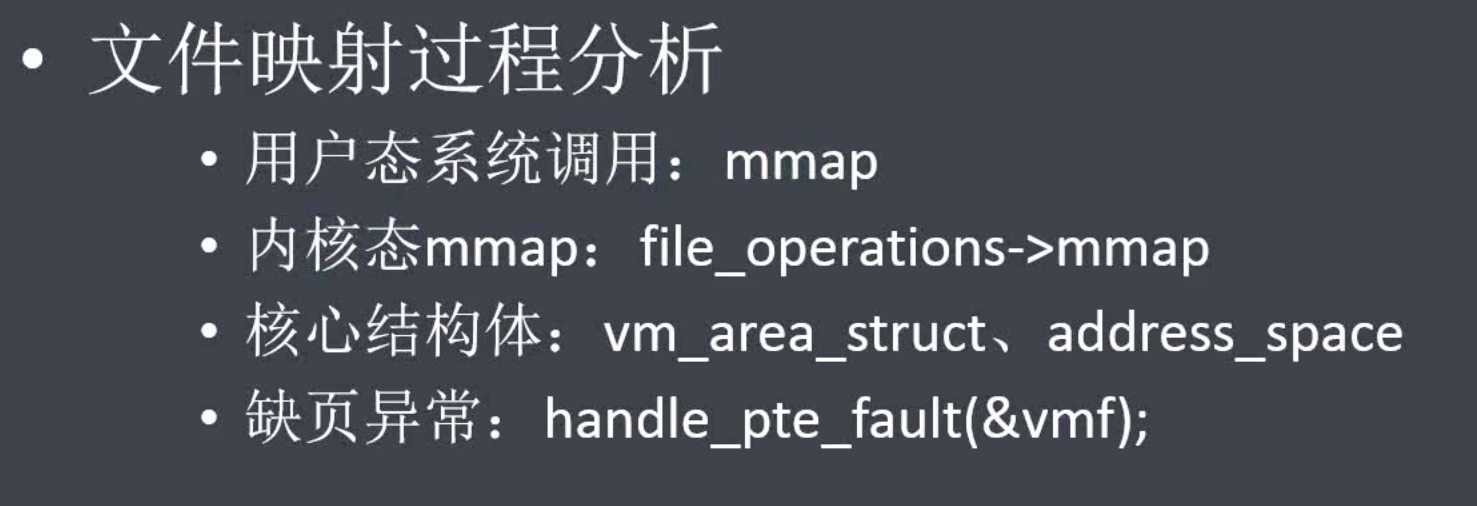 • 文件映射过程分析
• 用户态系统调用：mmap
• 内核态mmap：file_operations->mmap
• 核心结构体：vm_area_struct、address_space
• 缺页异常：handle_pte_fault(&vmf);